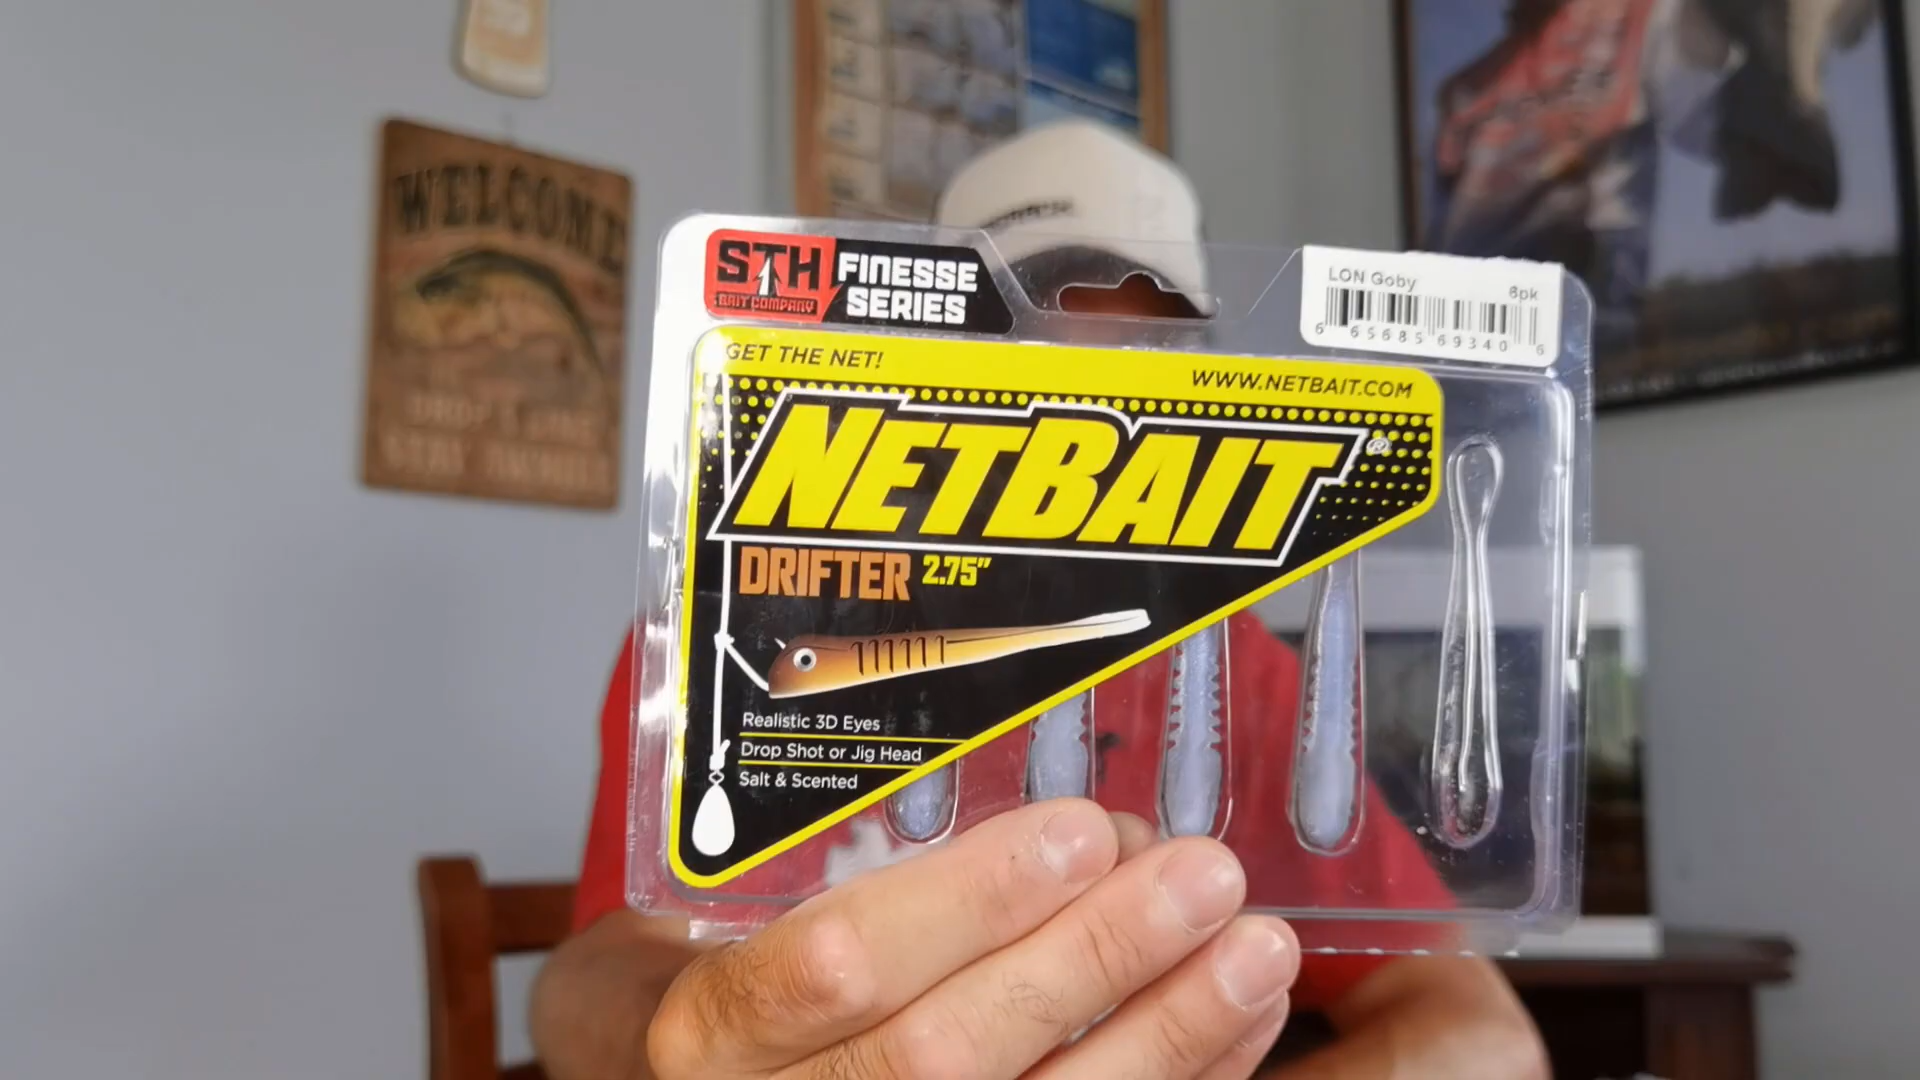 WELCOME
STH
BAIT COMPANY
FINESSE
SERIES
LON Goby
8pk
6 65685 69340 6
GET THE NET!
WWW.NETBAIT.COM
NETBAIT®
DRIFTER 2.75"
Realistic 3D Eyes
Drop Shot or Jig Head
Salt & Scented